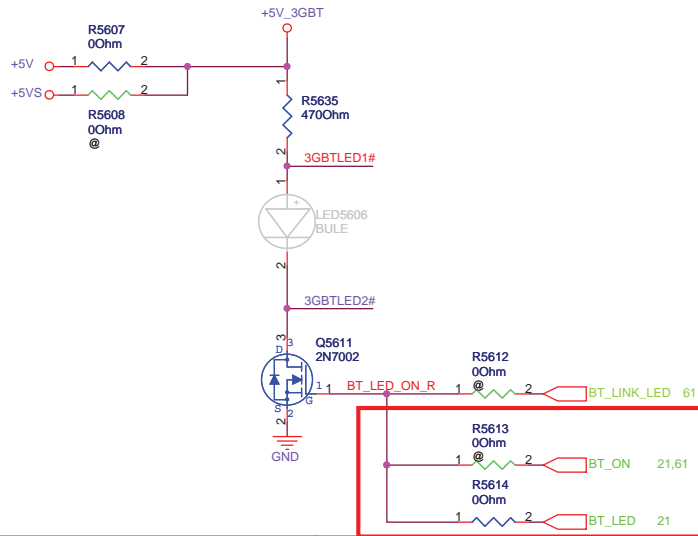 +5V_3GBT
R5607
0Ohm
+5V 1 2
+5VS 1 2
R5608
0Ohm
@
1
R5635
470Ohm
2
3GBTLED1#
1
+
LED5606
BULE
2
3GBTLED2#
3
D 3
Q5611
2N7002
1 1
G
S 2
2
GND
BT_LED_ON_R
R5612
0Ohm
@
1 2 BT_LINK_LED 61
R5613
0Ohm
@
1 2 BT_ON 21,61
R5614
0Ohm
1 2 BT_LED 21